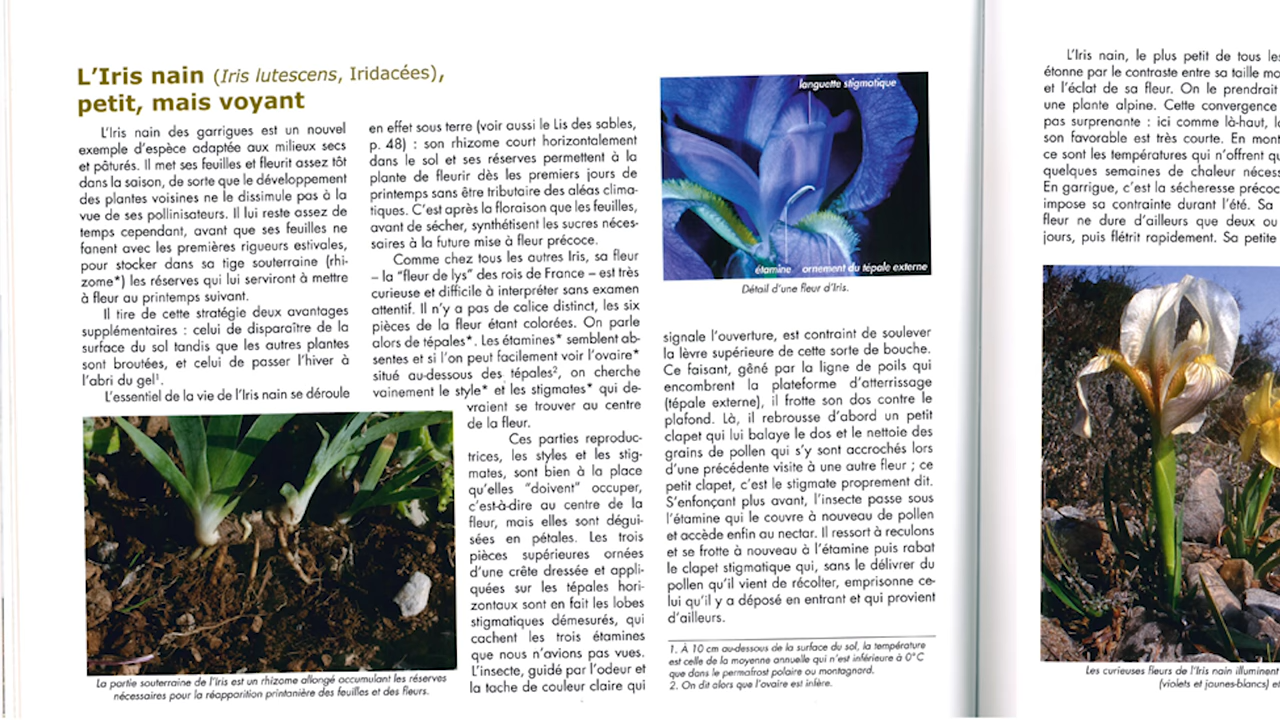 L'Iris nain (Iris lutescens, Iridacées),
petit, mais voyant
L'Iris nain des garrigues est un nouvel
exemple d'espèce adaptée aux milieux secs
et pâturés. Il met ses feuilles et fleurit assez tôt
dans la saison, de sorte que le développement
des plantes voisines ne le dissimule pas à la
vue de ses pollinisateurs. Il lui reste assez de
temps cependant, avant que ses feuilles ne
fanent avec les premières rigueurs estivales,
pour stocker dans sa tige souterraine (rhi-
zome*) les réserves qui lui serviront à mettre
à fleur au printemps suivant.
Il tire de cette stratégie deux avantages
supplémentaires : celui de disparaître de la
surface du sol tandis que les autres plantes
sont broutées, et celui de passer l'hiver à
l'abri du gel¹.
L'essentiel de la vie de l'Iris nain se déroule
en effet sous terre (voir aussi le Lis des sables,
p. 48) : son rhizome court horizontalement
dans le sol et ses réserves permettent à la
plante de fleurir dès les premiers jours de
printemps sans être tributaire des aléas clima-
tiques. C'est après la floraison que les feuilles,
avant de sécher, synthétisent les sucres néces-
saires à la future mise à fleur précoce.
Comme chez tous les autres Iris, sa fleur
– la "fleur de lys" des rois de France – est très
curieuse et difficile à interpréter sans examen
attentif. Il n'y a pas de calice distinct, les six
pièces de la fleur étant colorées. On parle
alors de tépales*. Les étamines* semblent ab-
sentes et si l'on peut facilement voir l'ovaire*
situé au-dessous des tépales², on cherche
vainement le style* et les stigmates* qui de-
vraient se trouver au centre
de la fleur.
Ces parties reproduc-
trices, les styles et les stig-
mates, sont bien à la place
qu'elles "doivent" occuper,
c'est-à-dire au centre de la
fleur, mais elles sont dégui-
sées en pétales. Les trois
pièces supérieures ornées
d'une crête dressée et appli-
quées sur les tépales hori-
zontaux sont en fait les lobes
stigmatiques démesurés, qui
cachent les trois étamines
que nous n'avions pas vues.
L'insecte, guidé par l'odeur et
la tache de couleur claire qui
La partie souterraine de l'Iris est un rhizome allongé accumulant les réserves
nécessaires pour la réapparition printanière des feuilles et des fleurs.
languette stigmatique
étamine ornement du tépale externe
Détail d'une fleur d'Iris.
signale l'ouverture, est contraint de soulever
la lèvre supérieure de cette sorte de bouche.
Ce faisant, gêné par la ligne de poils qui
encombrent la plateforme d'atterrissage
(tépale externe), il frotte son dos contre le
plafond. Là, il rebrousse d'abord un petit
clapet qui lui balaye le dos et le nettoie des
grains de pollen qui s'y sont accrochés lors
d'une précédente visite à une autre fleur ; ce
petit clapet, c'est le stigmate proprement dit.
S'enfonçant plus avant, l'insecte passe sous
l'étamine qui le couvre à nouveau de pollen
et accède enfin au nectar. Il ressort à reculons
et se frotte à nouveau à l'étamine puis rabat
le clapet stigmatique qui, sans le délivrer du
pollen qu'il vient de récolter, emprisonne ce-
lui qu'il y a déposé en entrant et qui provient
d'ailleurs.
1. À 10 cm au-dessous de la surface du sol, la température
est celle de la moyenne annuelle qui n'est inférieure à 0°C
que dans le permafrost polaire ou montagnard.
2. On dit alors que l'ovaire est infère.
L'Iris nain, le plus petit de tous les
étonne par le contraste entre sa taille mo
et l'éclat de sa fleur. On le prendrait
une plante alpine. Cette convergence
pas surprenante : ici comme là-haut, la
son favorable est très courte. En mont
ce sont les températures qui n'offrent qu
quelques semaines de chaleur nécess
En garrigue, c'est la sécheresse précoc
impose sa contrainte durant l'été. Sa
fleur ne dure d'ailleurs que deux ou
jours, puis flétrit rapidement. Sa petite
Les curieuses fleurs de l'Iris nain illuminent
(violets et jaunes-blancs) et